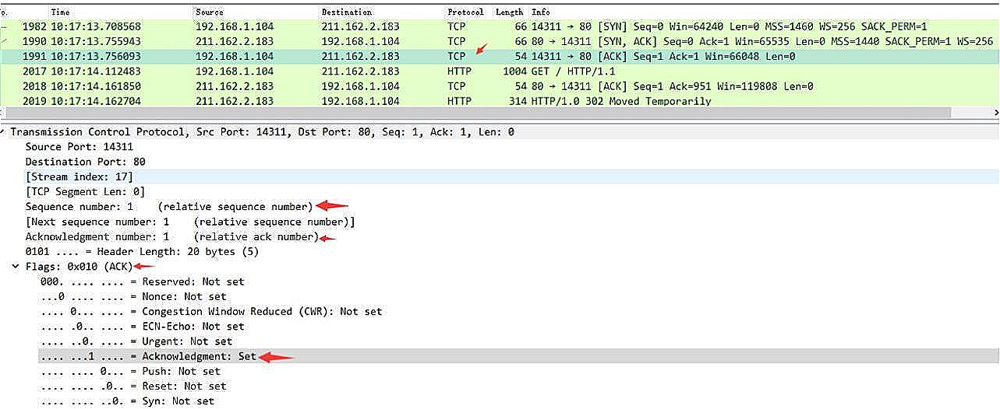 o. Time Source Destination Protocol Length Info
1982 10:17:13.708568 192.168.1.104 211.162.2.183 TCP 66 14311 → 80 [SYN] Seq=0 Win=64240 Len=0 MSS=1460 WS=256 SACK_PERM=1
1990 10:17:13.755943 211.162.2.183 192.168.1.104 TCP 66 80 → 14311 [SYN, ACK] Seq=0 Ack=1 Win=65535 Len=0 MSS=1440 SACK_PERM=1 WS=256
1991 10:17:13.756093 192.168.1.104 211.162.2.183 TCP 54 14311 → 80 [ACK] Seq=1 Ack=1 Win=66048 Len=0
2017 10:17:14.112483 192.168.1.104 211.162.2.183 HTTP 1004 GET / HTTP/1.1
2018 10:17:14.161850 211.162.2.183 192.168.1.104 TCP 54 80 → 14311 [ACK] Seq=1 Ack=951 Win=119808 Len=0
2019 10:17:14.162704 211.162.2.183 192.168.1.104 HTTP 314 HTTP/1.0 302 Moved Temporarily
Transmission Control Protocol, Src Port: 14311, Dst Port: 80, Seq: 1, Ack: 1, Len: 0
Source Port: 14311
Destination Port: 80
[Stream index: 17]
[TCP Segment Len: 0]
Sequence number: 1 (relative sequence number)
[Next sequence number: 1 (relative sequence number)]
Acknowledgment number: 1 (relative ack number)
0101 .... = Header Length: 20 bytes (5)
Flags: 0x010 (ACK)
000. .... .... = Reserved: Not set
...0 .... .... = Nonce: Not set
.... 0... .... = Congestion Window Reduced (CWR): Not set
.... .0.. .... = ECN-Echo: Not set
.... ..0. .... = Urgent: Not set
.... ...1 .... = Acknowledgment: Set
.... .... 0... = Push: Not set
.... .... .0.. = Reset: Not set
.... .... ..0. = Syn: Not set